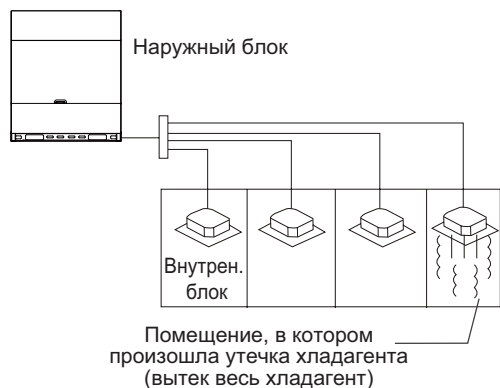 Наружный блок
Внутрен.
блок
Помещение, в котором
произошла утечка хладагента
(вытек весь хладагент)